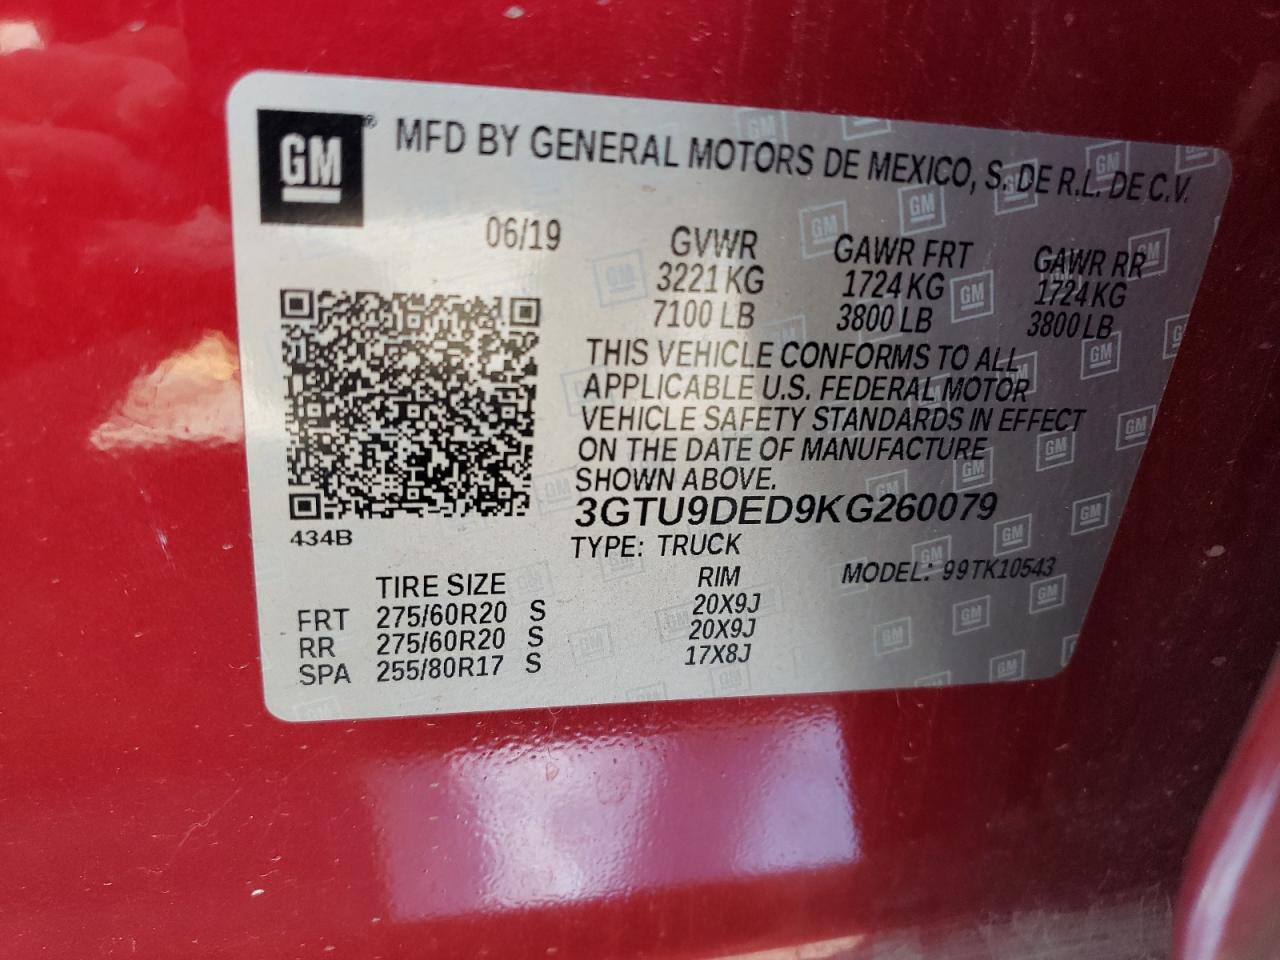 GM® MFD BY GENERAL MOTORS DE MEXICO, S. DE R.L. DE C.V.
06/19 GVWR GAWR FRT GAWR RR
3221 KG 1724 KG 1724 KG
7100 LB 3800 LB 3800 LB
THIS VEHICLE CONFORMS TO ALL
APPLICABLE U.S. FEDERAL MOTOR
VEHICLE SAFETY STANDARDS IN EFFECT
ON THE DATE OF MANUFACTURE
SHOWN ABOVE.
3GTU9DED9KG260079
434B
TYPE: TRUCK
MODEL: 99TK10543
TIRE SIZE RIM
FRT 275/60R20 S 20X9J
RR 275/60R20 S 20X9J
SPA 255/80R17 S 17X8J